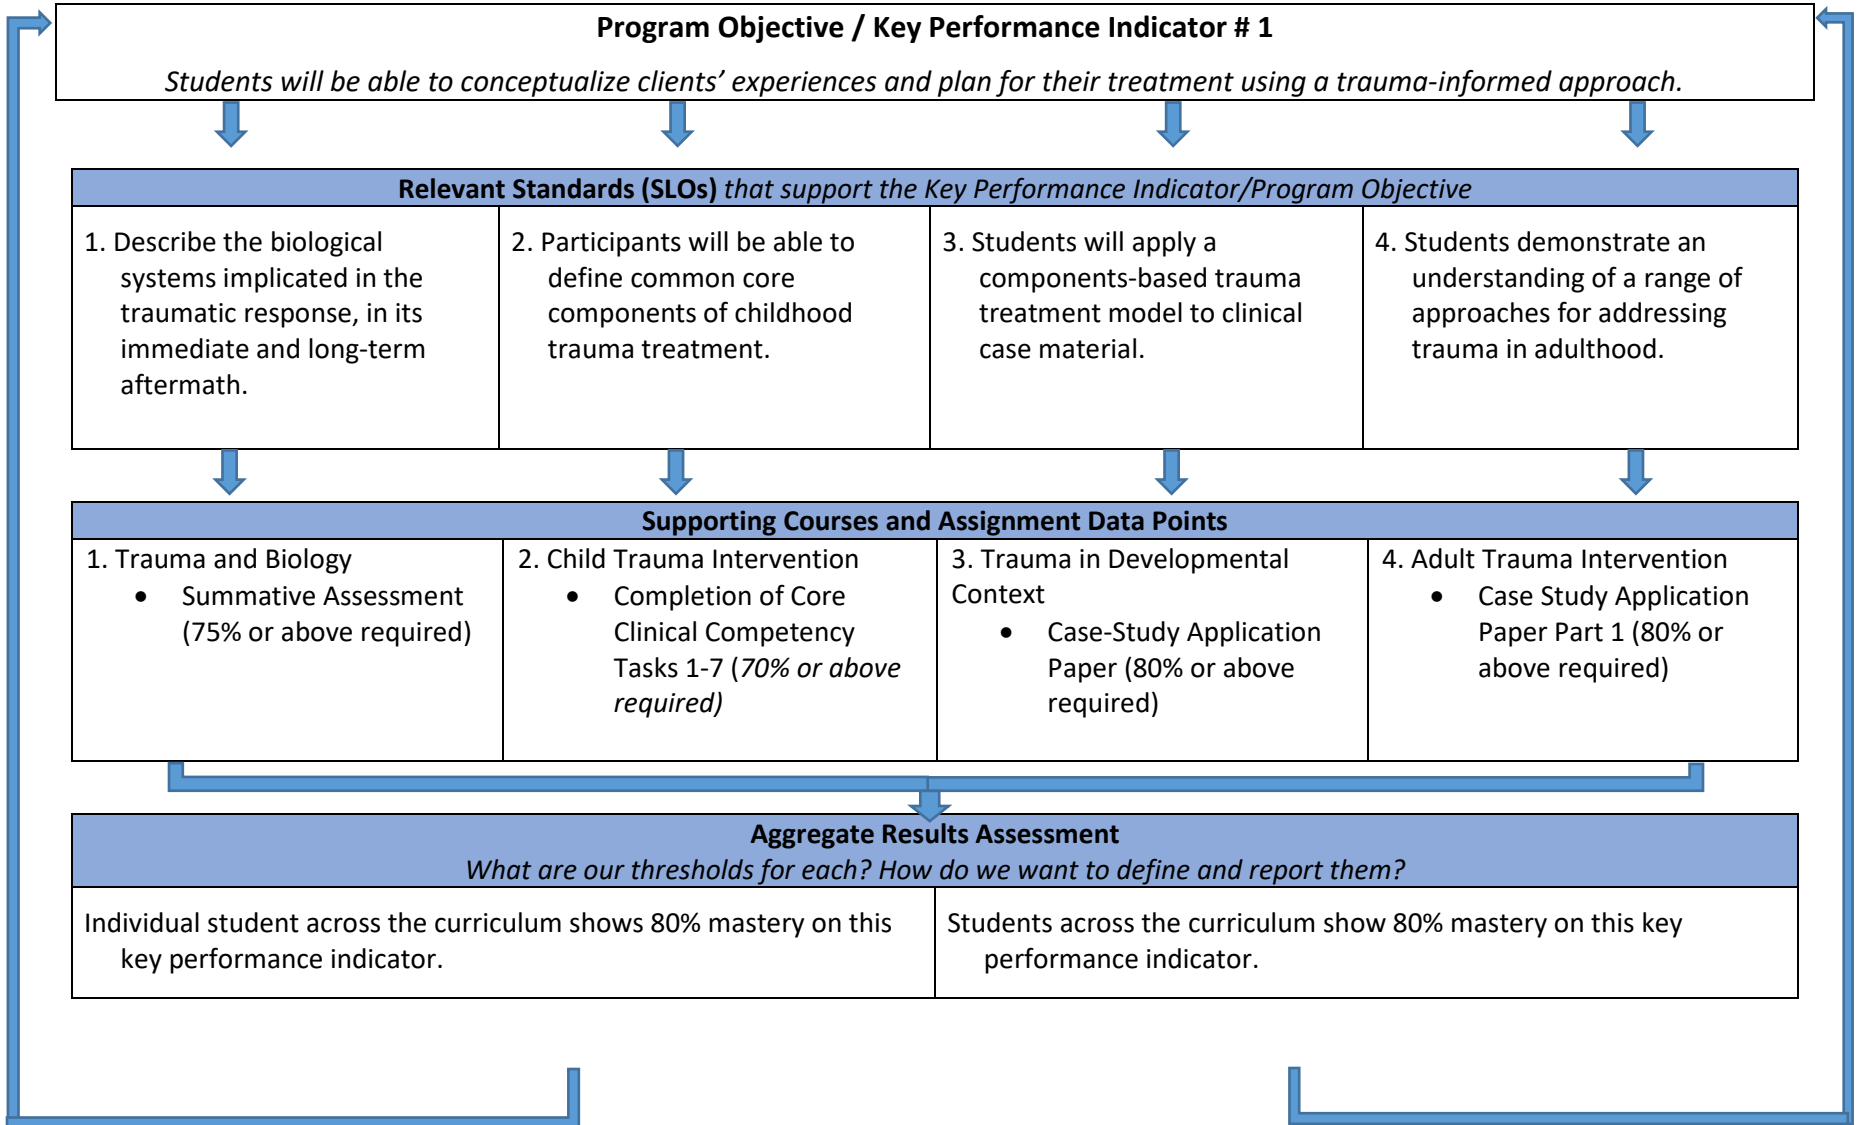 Program Objective / Key Performance Indicator # 1
Students will be able to conceptualize clients’ experiences and plan for their treatment using a trauma-informed approach.
Relevant Standards (SLOs) that support the Key Performance Indicator/Program Objective
1. Describe the biological
systems implicated in the
traumatic response, in its
immediate and long-term
aftermath.
2. Participants will be able to
define common core
components of childhood
trauma treatment.
3. Students will apply a
components-based trauma
treatment model to clinical
case material.
4. Students demonstrate an
understanding of a range of
approaches for addressing
trauma in adulthood.
Supporting Courses and Assignment Data Points
1. Trauma and Biology
• Summative Assessment
(75% or above required)
2. Child Trauma Intervention
• Completion of Core
Clinical Competency
Tasks 1-7 (70% or above
required)
3. Trauma in Developmental
Context
• Case-Study Application
Paper (80% or above
required)
4. Adult Trauma Intervention
• Case Study Application
Paper Part 1 (80% or
above required)
Aggregate Results Assessment
What are our thresholds for each? How do we want to define and report them?
Individual student across the curriculum shows 80% mastery on this
key performance indicator.
Students across the curriculum show 80% mastery on this key
performance indicator.